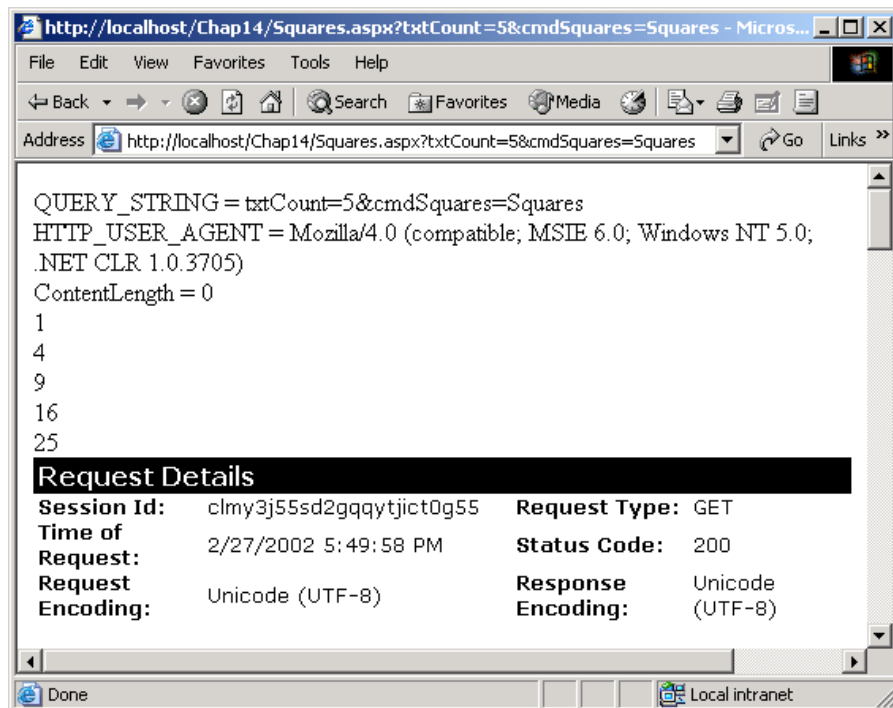 http://localhost/Chap14/Squares.aspx?txtCount=5&cmdSquares=Squares - Micros...
File Edit View Favorites Tools Help
Back Search Favorites Media
Address http://localhost/Chap14/Squares.aspx?txtCount=5&cmdSquares=Squares Go Links »
QUERY_STRING = txtCount=5&cmdSquares=Squares
HTTP_USER_AGENT = Mozilla/4.0 (compatible; MSIE 6.0; Windows NT 5.0;
.NET CLR 1.0.3705)
ContentLength = 0
1
4
9
16
25
Request Details
Session Id: clmy3j55sd2gqqytjict0g55 Request Type: GET
Time of Request: 2/27/2002 5:49:58 PM Status Code: 200
Request Encoding: Unicode (UTF-8) Response Encoding: Unicode (UTF-8)
Done Local intranet